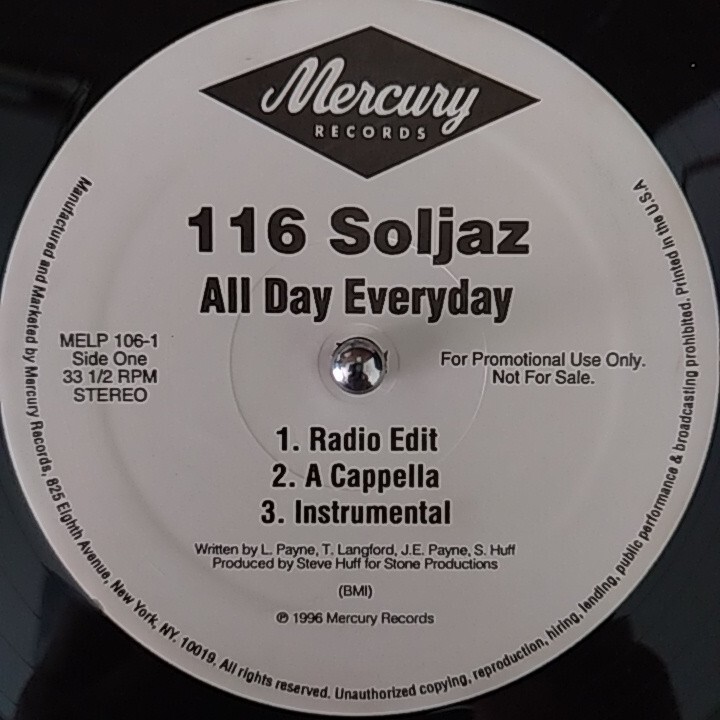 Mercury
RECORDS
116 Soljaz
All Day Everyday
MELP 106-1
Side One
33 1/2 RPM
STEREO
For Promotional Use Only.
Not For Sale.
1. Radio Edit
2. A Cappella
3. Instrumental
Written by L. Payne, T. Langford, J.E. Payne, S. Huff
Produced by Steve Huff for Stone Productions
(BMI)
℗ 1996 Mercury Records
Manufactured and Marketed by Mercury Records, 825 Eighth Avenue, New York, NY. 10019. All rights reserved. Unauthorized copying, reproduction, hiring, lending, public performance & broadcasting prohibited. Printed in the U.S.A